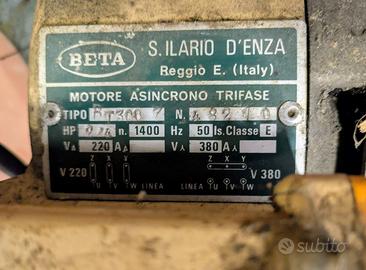 BETA
S. ILARIO D'ENZA
Reggio E. (Italy)
MOTORE ASINCRONO TRIFASE
TIPO N.
HP n. 1400 Hz 50 Is. Classe E
V∆ 220 A∆ V⅄ 380 A⅄
Z X Y Z X Y
V 220 V 380
U V W LINEA LINEA U V W
subito